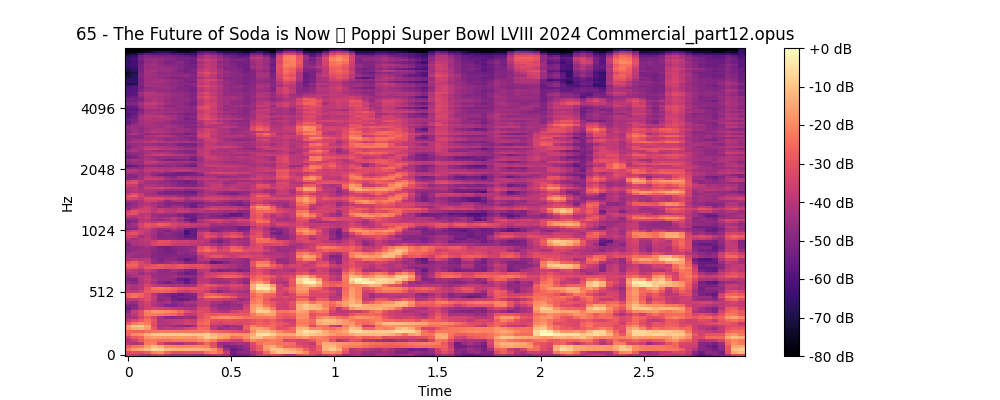 65 - The Future of Soda is Now ▯ Poppi Super Bowl LVIII 2024 Commercial_part12.opus
Hz
4096
2048
1024
512
0
0 0.5 1 1.5 2 2.5
Time
+0 dB
-10 dB
-20 dB
-30 dB
-40 dB
-50 dB
-60 dB
-70 dB
-80 dB